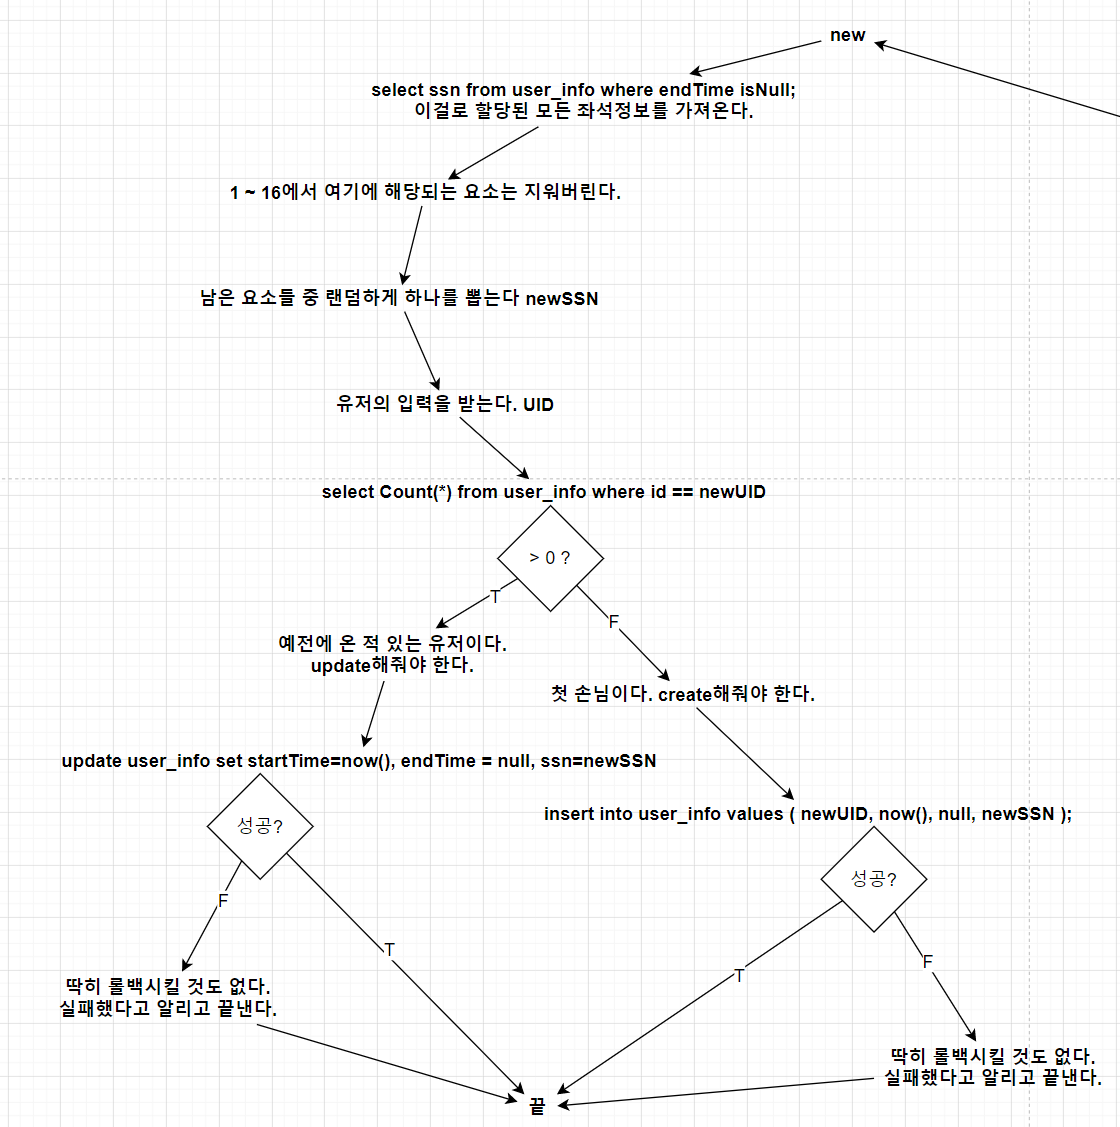 new
select ssn from user_info where endTime isNull;
이걸로 할당된 모든 좌석정보를 가져온다.
1 ~ 16에서 여기에 해당되는 요소는 지워버린다.
남은 요소들 중 랜덤하게 하나를 뽑는다 newSSN
유저의 입력을 받는다. UID
select Count(*) from user_info where id == newUID
> 0 ?
T
F
예전에 온 적 있는 유저이다.
update해줘야 한다.
첫 손님이다. create해줘야 한다.
update user_info set startTime=now(), endTime = null, ssn=newSSN
insert into user_info values ( newUID, now(), null, newSSN );
성공?
성공?
F
T
T
F
딱히 롤백시킬 것도 없다.
실패했다고 알리고 끝낸다.
딱히 롤백시킬 것도 없다.
실패했다고 알리고 끝낸다.
끝